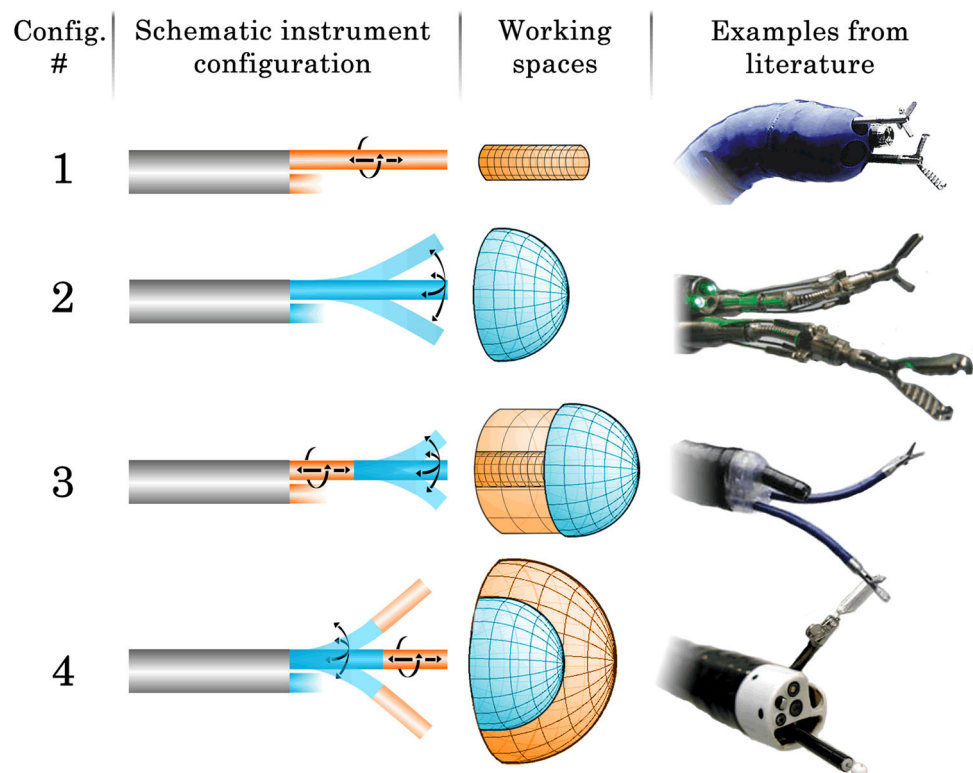 Config.
#
Schematic instrument
configuration
Working
spaces
Examples from
literature
1
2
3
4